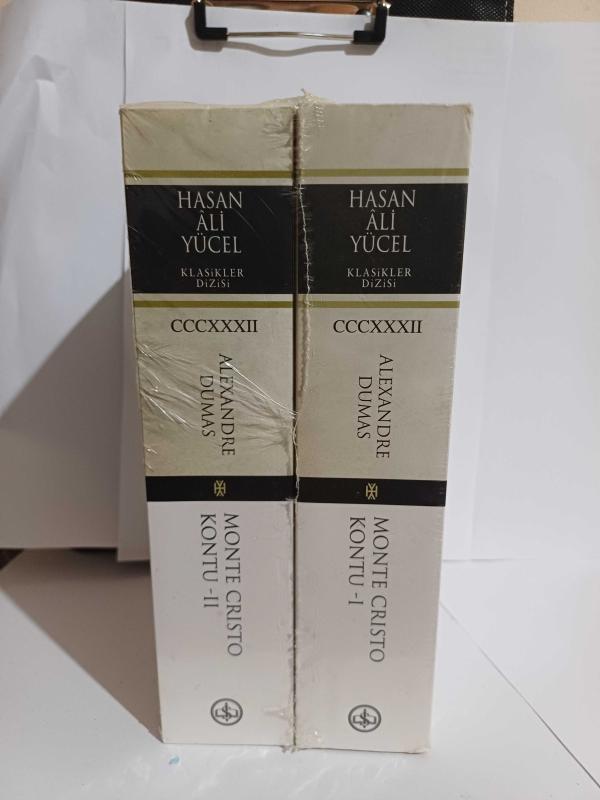 HASAN
ÂLİ
YÜCEL
KLASİKLER
DİZİSİ
CCCXXXII
ALEXANDRE
DUMAS
MONTE CRISTO
KONTU -II
HASAN
ÂLİ
YÜCEL
KLASİKLER
DİZİSİ
CCCXXXII
ALEXANDRE
DUMAS
MONTE CRISTO
KONTU -I